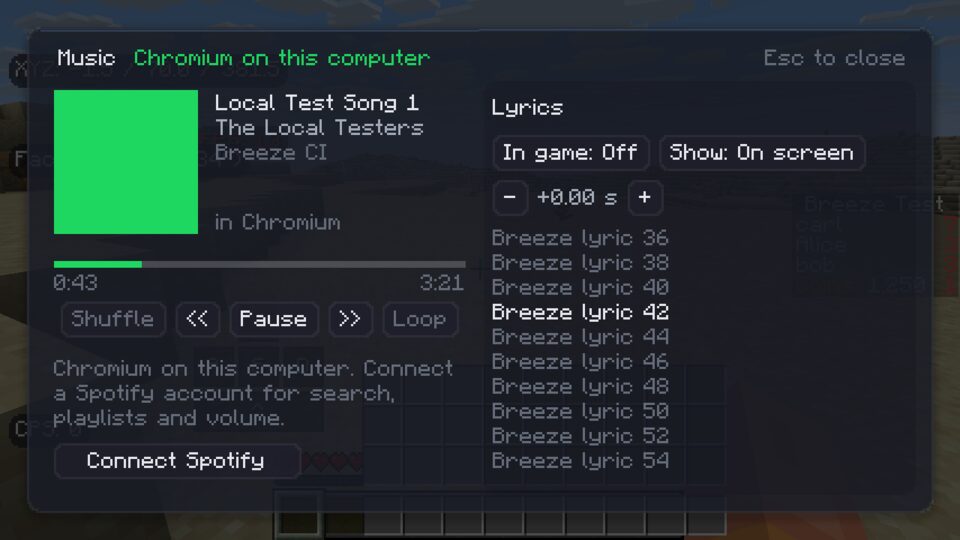 Music Chromium on this computer
Esc to close
Local Test Song 1
The Local Testers
Breeze CI
in Chromium
0:43
3:21
Shuffle
<<
Pause
>>
Loop
Chromium on this computer. Connect
a Spotify account for search,
playlists and volume.
Connect Spotify
Lyrics
In game: Off
Show: On screen
-
+0.00 s
+
Breeze lyric 36
Breeze lyric 38
Breeze lyric 40
Breeze lyric 42
Breeze lyric 44
Breeze lyric 46
Breeze lyric 48
Breeze lyric 50
Breeze lyric 52
Breeze lyric 54
Breeze Test
carl
Alice
bob
1,250